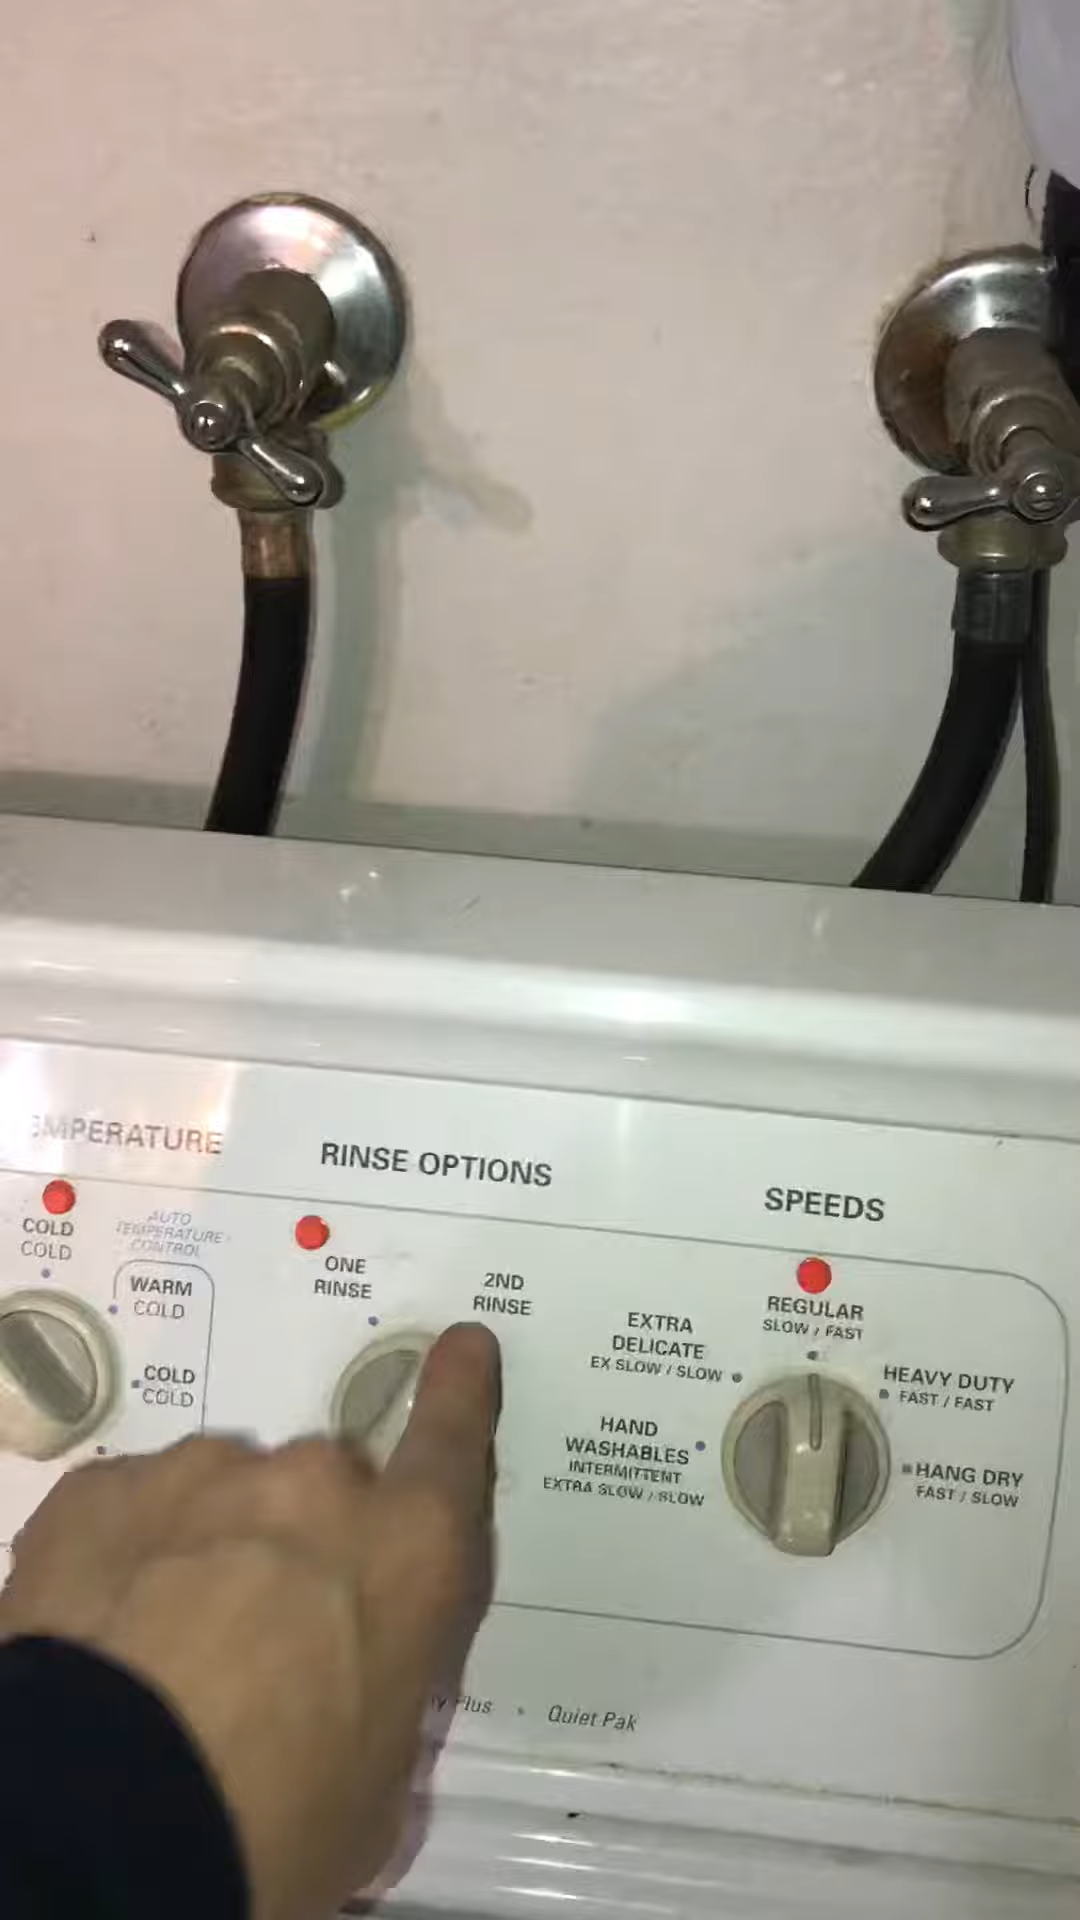 RINSE OPTIONS
SPEEDS
COLD
COLD
AUTO
TEMPERATURE
CONTROL
WARM
COLD
COLD
COLD
ONE
RINSE
2ND
RINSE
EXTRA
DELICATE
EX SLOW / SLOW
REGULAR
SLOW / FAST
HEAVY DUTY
FAST / FAST
HAND
WASHABLES
INTERMITTENT
EXTRA SLOW / SLOW
HANG DRY
FAST / SLOW
Plus • Quiet Pak